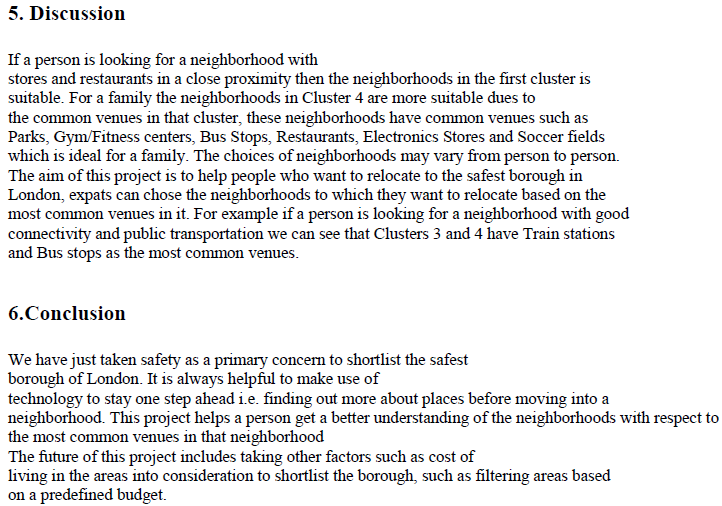 5. Discussion
If a person is looking for a neighborhood with
stores and restaurants in a close proximity then the neighborhoods in the first cluster is
suitable. For a family the neighborhoods in Cluster 4 are more suitable dues to
the common venues in that cluster, these neighborhoods have common venues such as
Parks, Gym/Fitness centers, Bus Stops, Restaurants, Electronics Stores and Soccer fields
which is ideal for a family. The choices of neighborhoods may vary from person to person.
The aim of this project is to help people who want to relocate to the safest borough in
London, expats can chose the neighborhoods to which they want to relocate based on the
most common venues in it. For example if a person is looking for a neighborhood with good
connectivity and public transportation we can see that Clusters 3 and 4 have Train stations
and Bus stops as the most common venues.
6.Conclusion
We have just taken safety as a primary concern to shortlist the safest
borough of London. It is always helpful to make use of
technology to stay one step ahead i.e. finding out more about places before moving into a
neighborhood. This project helps a person get a better understanding of the neighborhoods with respect to
the most common venues in that neighborhood
The future of this project includes taking other factors such as cost of
living in the areas into consideration to shortlist the borough, such as filtering areas based
on a predefined budget.